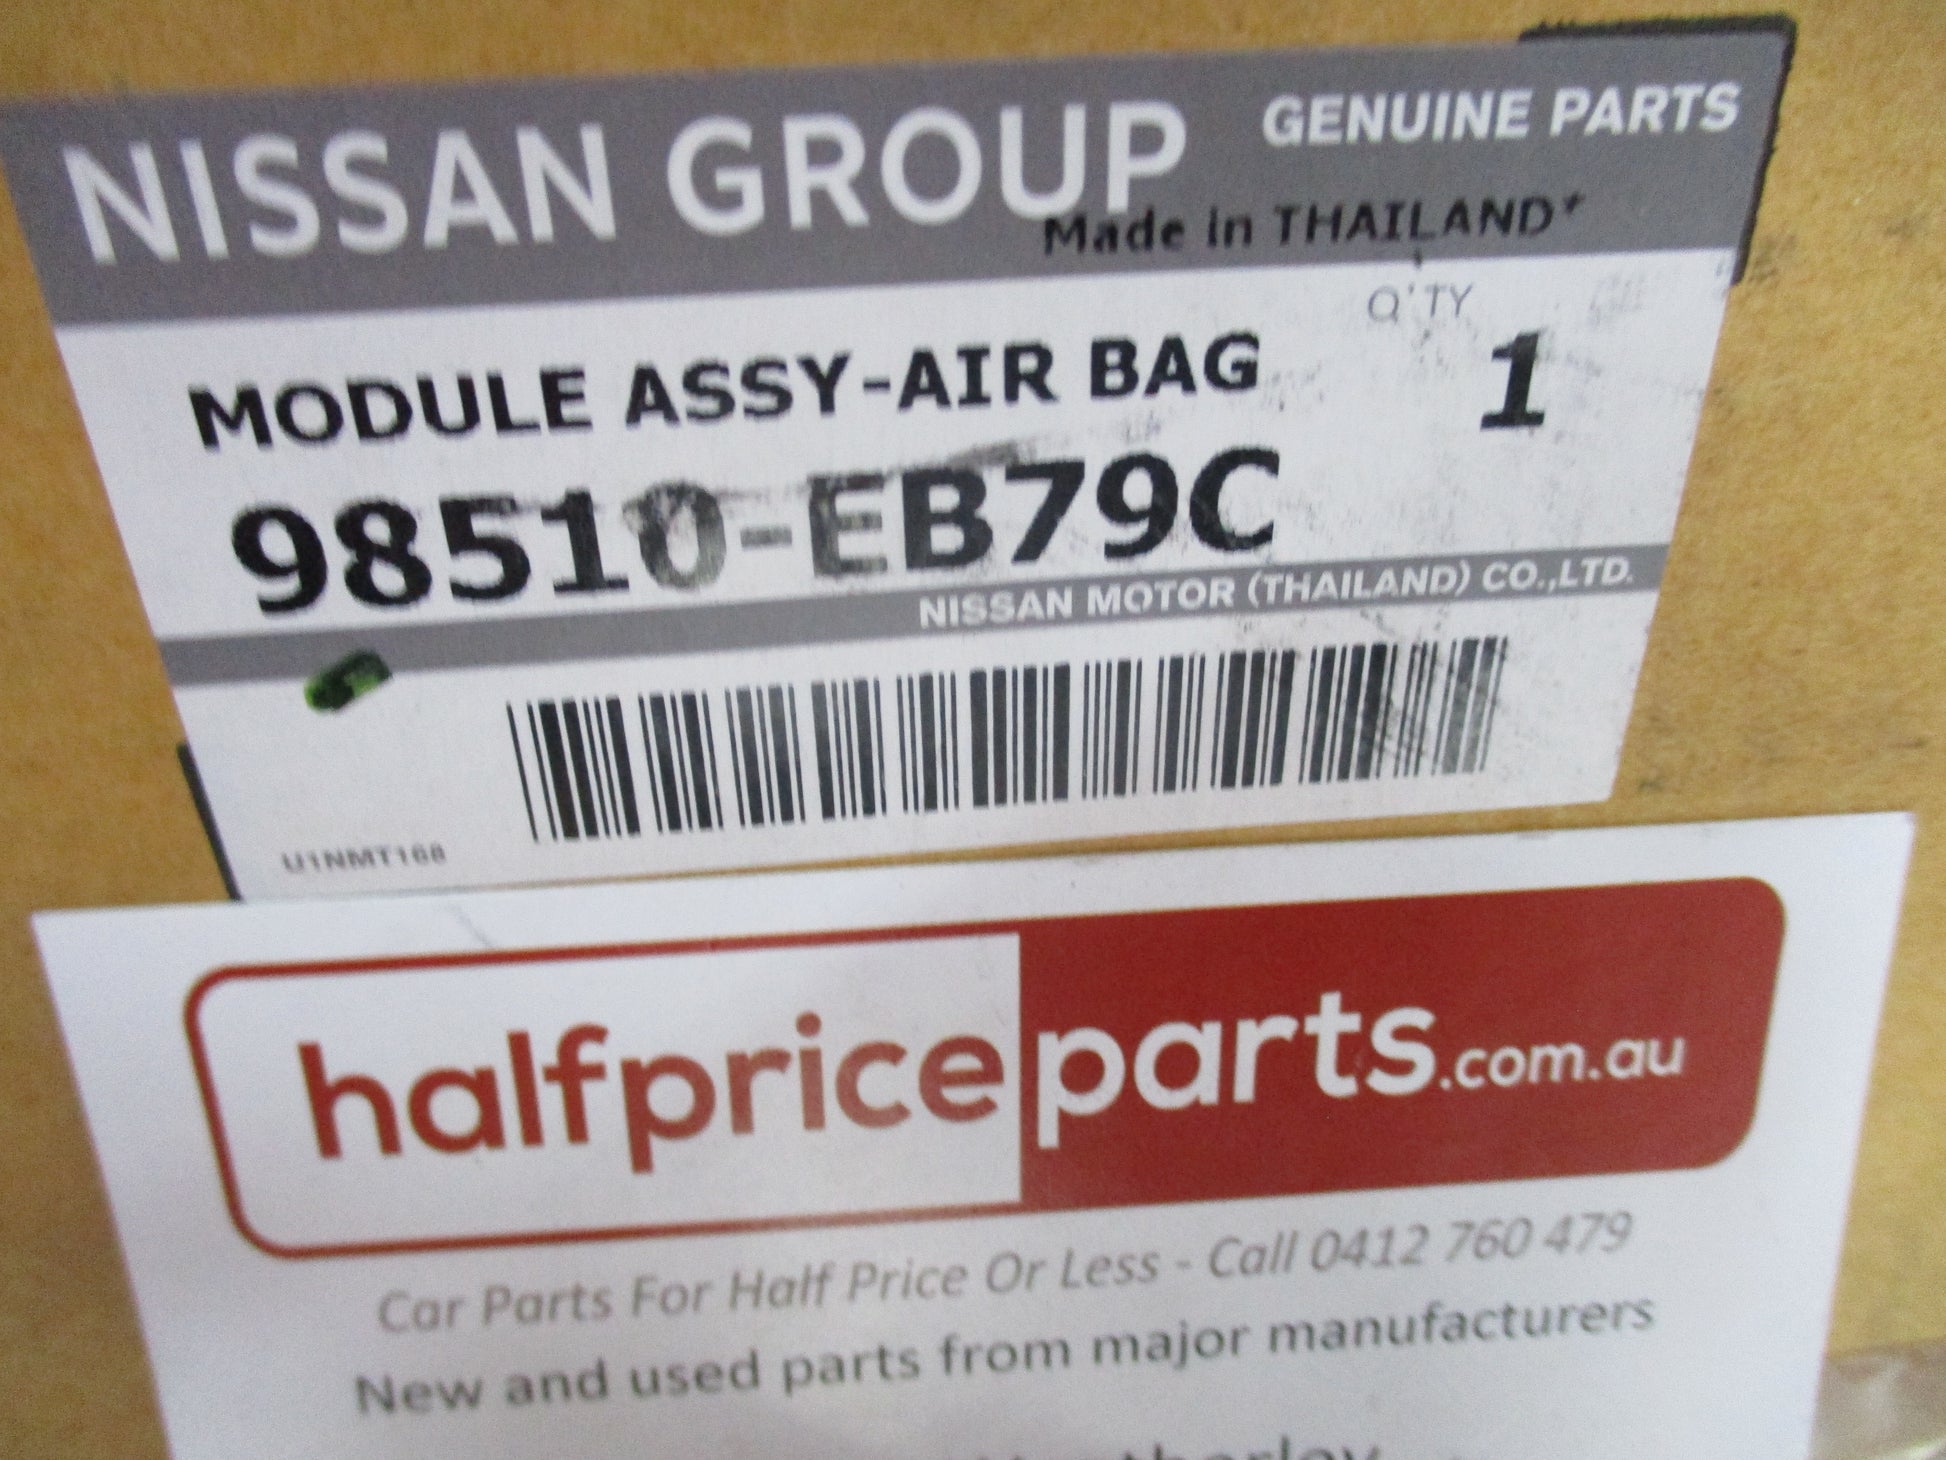 NISSAN GROUP GENUINE PARTS
Made in THAILAND*
Q'TY
MODULE ASSY-AIR BAG 1
98510-EB79C
NISSAN MOTOR (THAILAND) CO.,LTD.
U1NMT168
halfpriceparts.com.au
Car Parts For Half Price Or Less - Call 0412 760 479
New and used parts from major manufacturers